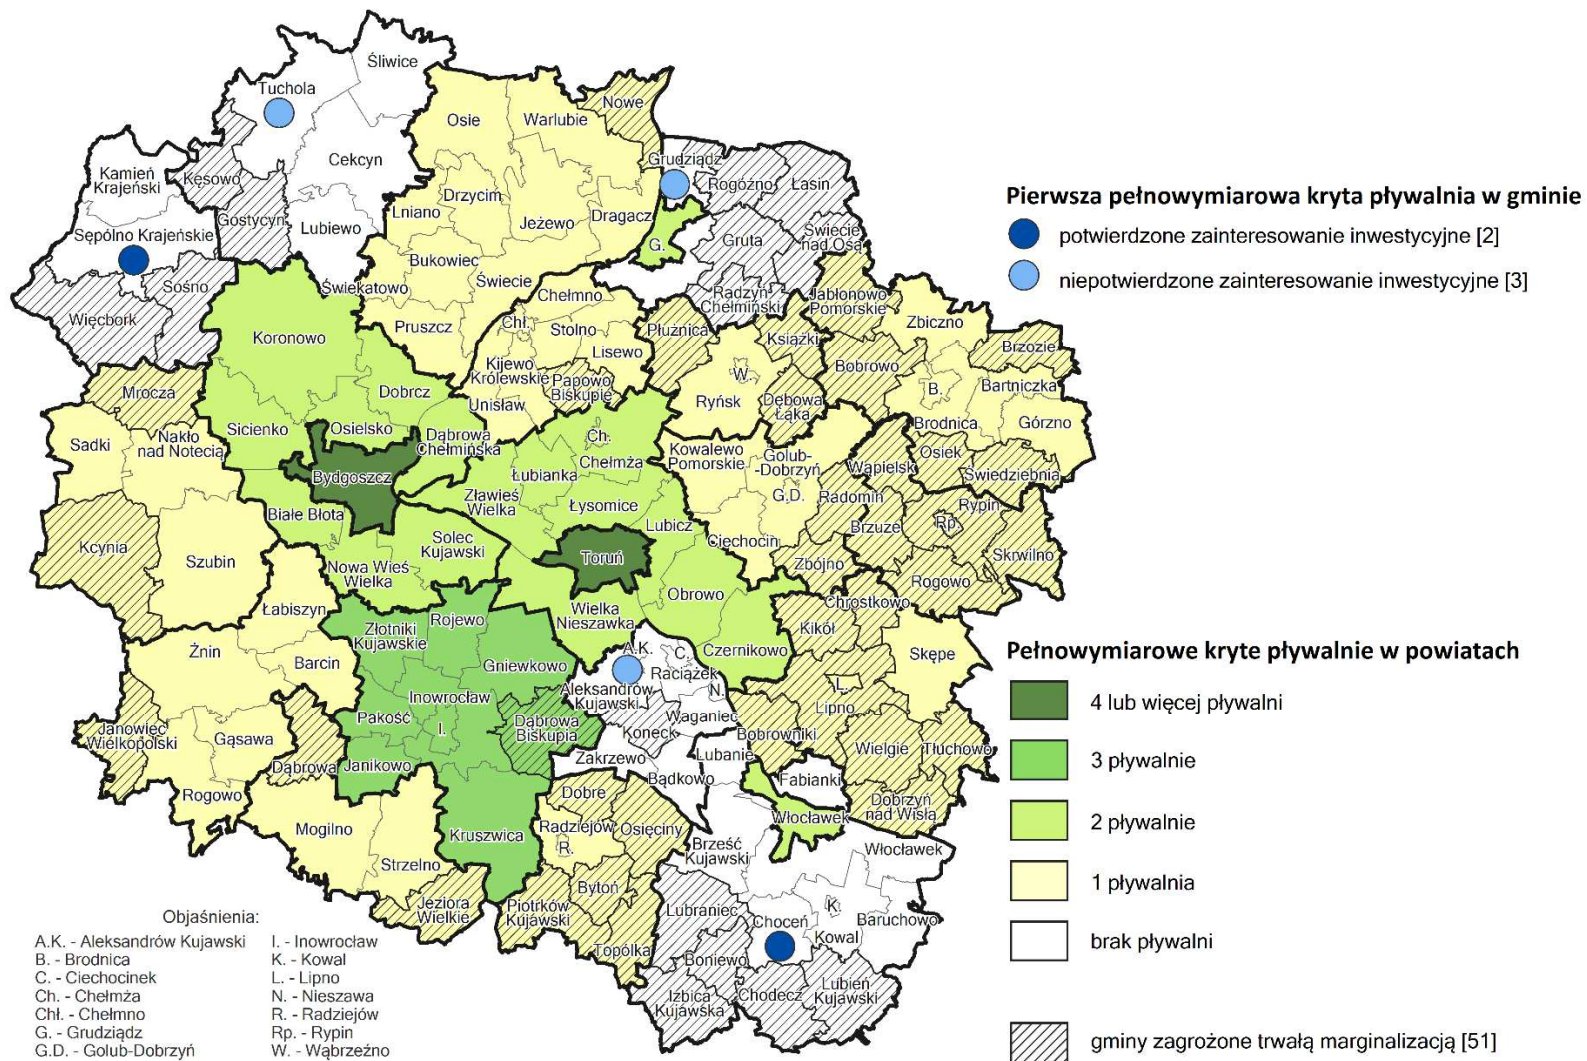 Śliwice
Tuchola
Nowe
Osie
Warlubie
Cekcyn
Grudziądz
Kamień
Krajeński
Kęsowo
Rogóźno
Łasin
Drzycim
Lniano
Jeżewo
Dragacz
Gostycyn
Lubiewo
Sępólno Krajeńskie
G.
Gruta
Świecie
nad Osą
Bukowiec
Sośno
Świekatowo
Świecie
Chełmno
Radzyń
Chełmiński
Jabłonowo
Pomorskie
Więcbork
Pruszcz
Chł.
Stolno
Płużnica
Zbiczno
Koronowo
Książki
Brzozie
Lisewo
Kijewo
Królewskie
Papowo
Biskupie
W.
Bobrowo
B.
Bartniczka
Mrocza
Dobrcz
Unisław
Ryńsk
Dębowa
Łąka
Brodnica
Górzno
Sadki
Nakło
nad Notecią
Sicienko
Osielsko
Dąbrowa
Chełmińska
Ch.
Chełmża
Kowalewo
Pomorskie
Golub-
-Dobrzyń
Wąpielsk
Osiek
Świedziebnia
Bydgoszcz
Łubianka
G.D.
Zławieś
Wielka
Łysomice
Radomin
Rypin
Białe Błota
Lubicz
Brzuze
Rp.
Kcynia
Solec
Kujawski
Ciechocin
Skrwilno
Szubin
Nowa Wieś
Wielka
Toruń
Zbójno
Rogowo
Łabiszyn
Obrowo
Chrostkowo
Rojewo
Wielka
Nieszawka
Złotniki
Kujawskie
Kikół
Żnin
A.K.
Czernikowo
Skępe
Barcin
Gniewkowo
C.
Raciążek
Aleksandrów
Kujawski
N.
L.
Lipno
Inowrocław
Waganiec
Pakość
I.
Dąbrowa
Biskupia
Koneck
Bobrowniki
Janowiec
Wielkopolski
Gąsawa
Wielgie
Tłuchowo
Dąbrowa
Janikowo
Zakrzewo
Lubanie
Bądkowo
Fabianki
Rogowo
Dobre
Dobrzyń
nad Wisłą
Mogilno
Kruszwica
Radziejów
Osięciny
Włocławek
R.
Brześć
Kujawski
Włocławek
Strzelno
Bytoń
Jeziora
Wielkie
Piotrków
Kujawski
Lubraniec
Choceń
K.
Baruchowo
Kowal
Topólka
Boniewo
Izbica
Kujawska
Chodecz
Lubień
Kujawski
Pierwsza pełnowymiarowa kryta pływalnia w gminie
potwierdzone zainteresowanie inwestycyjne [2]
niepotwierdzone zainteresowanie inwestycyjne [3]
Pełnowymiarowe kryte pływalnie w powiatach
4 lub więcej pływalni
3 pływalnie
2 pływalnie
1 pływalnia
brak pływalni
gminy zagrożone trwałą marginalizacją [51]
Objaśnienia:
A.K. - Aleksandrów Kujawski
B. - Brodnica
C. - Ciechocinek
Ch. - Chełmża
Chł. - Chełmno
G. - Grudziądz
G.D. - Golub-Dobrzyń
I. - Inowrocław
K. - Kowal
L. - Lipno
N. - Nieszawa
R. - Radziejów
Rp. - Rypin
W. - Wąbrzeźno